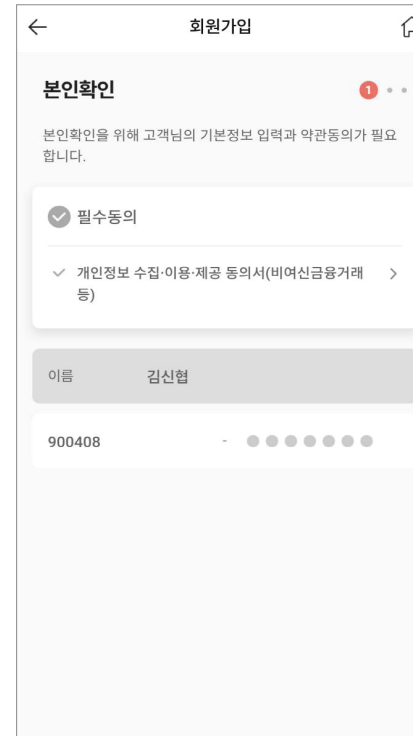 회원가입
본인확인
1
본인확인을 위해 고객님의 기본정보 입력과 약관동의가 필요
합니다.
필수동의
개인정보 수집·이용·제공 동의서(비여신금융거래
등)
이름 김신협
900408 - ●●●●●●●